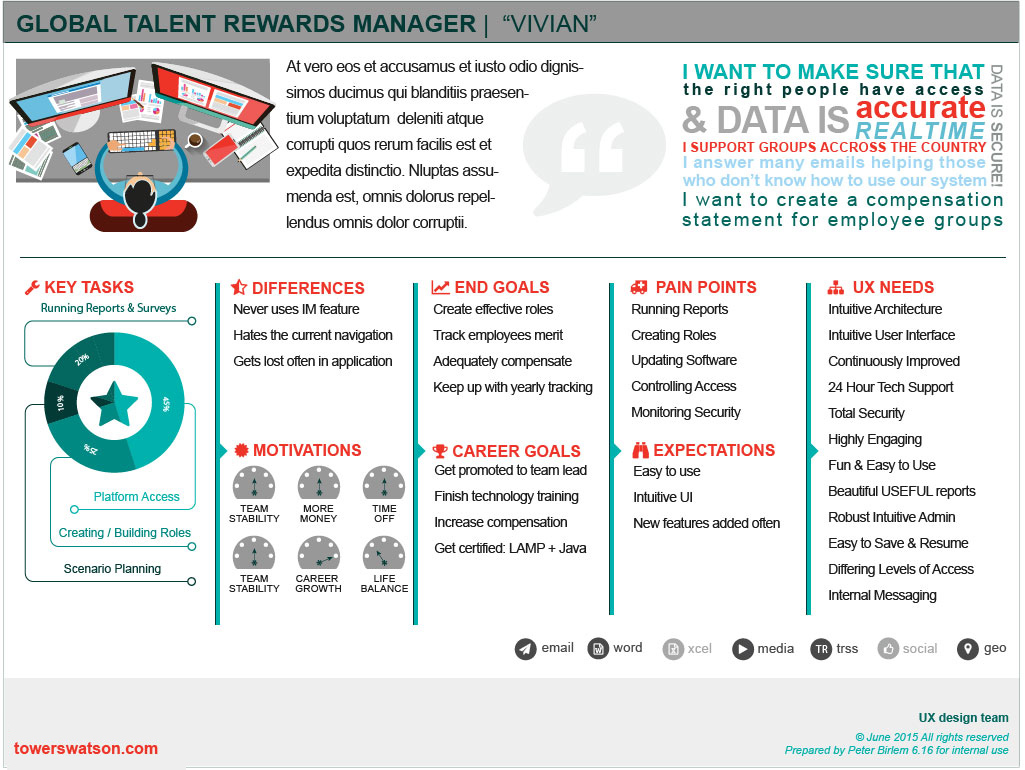 GLOBAL TALENT REWARDS MANAGER | “VIVIAN”
At vero eos et accusamus et iusto odio dignis-
simos ducimus qui blanditiis praesen-
tium voluptatum deleniti atque
corrupti quos rerum facilis est et
expedita distinctio. Nluptas assu-
menda est, omnis dolorus repel-
lendus omnis dolor corruptii.
I WANT TO MAKE SURE THAT
the right people have access
& DATA IS accurate
REALTIME
I SUPPORT GROUPS ACCROSS THE COUNTRY
I answer many emails helping those
who don’t know how to use our system
I want to create a compensation
statement for employee groups
DATA IS SECURE!
KEY TASKS
Running Reports & Surveys
20%
45%
10%
25%
Platform Access
Creating / Building Roles
Scenario Planning
DIFFERENCES
Never uses IM feature
Hates the current navigation
Gets lost often in application
MOTIVATIONS
TEAM
STABILITY
MORE
MONEY
TIME
OFF
TEAM
STABILITY
CAREER
GROWTH
LIFE
BALANCE
END GOALS
Create effective roles
Track employees merit
Adequately compensate
Keep up with yearly tracking
CAREER GOALS
Get promoted to team lead
Finish technology training
Increase compensation
Get certified: LAMP + Java
PAIN POINTS
Running Reports
Creating Roles
Updating Software
Controlling Access
Monitoring Security
EXPECTATIONS
Easy to use
Intuitive UI
New features added often
UX NEEDS
Intuitive Architecture
Intuitive User Interface
Continuously Improved
24 Hour Tech Support
Total Security
Highly Engaging
Fun & Easy to Use
Beautiful USEFUL reports
Robust Intuitive Admin
Easy to Save & Resume
Differing Levels of Access
Internal Messaging
email
word
xcel
media
TR trss
social
geo
towerswatson.com
UX design team
© June 2015 All rights reserved
Prepared by Peter Birlem 6.16 for internal use